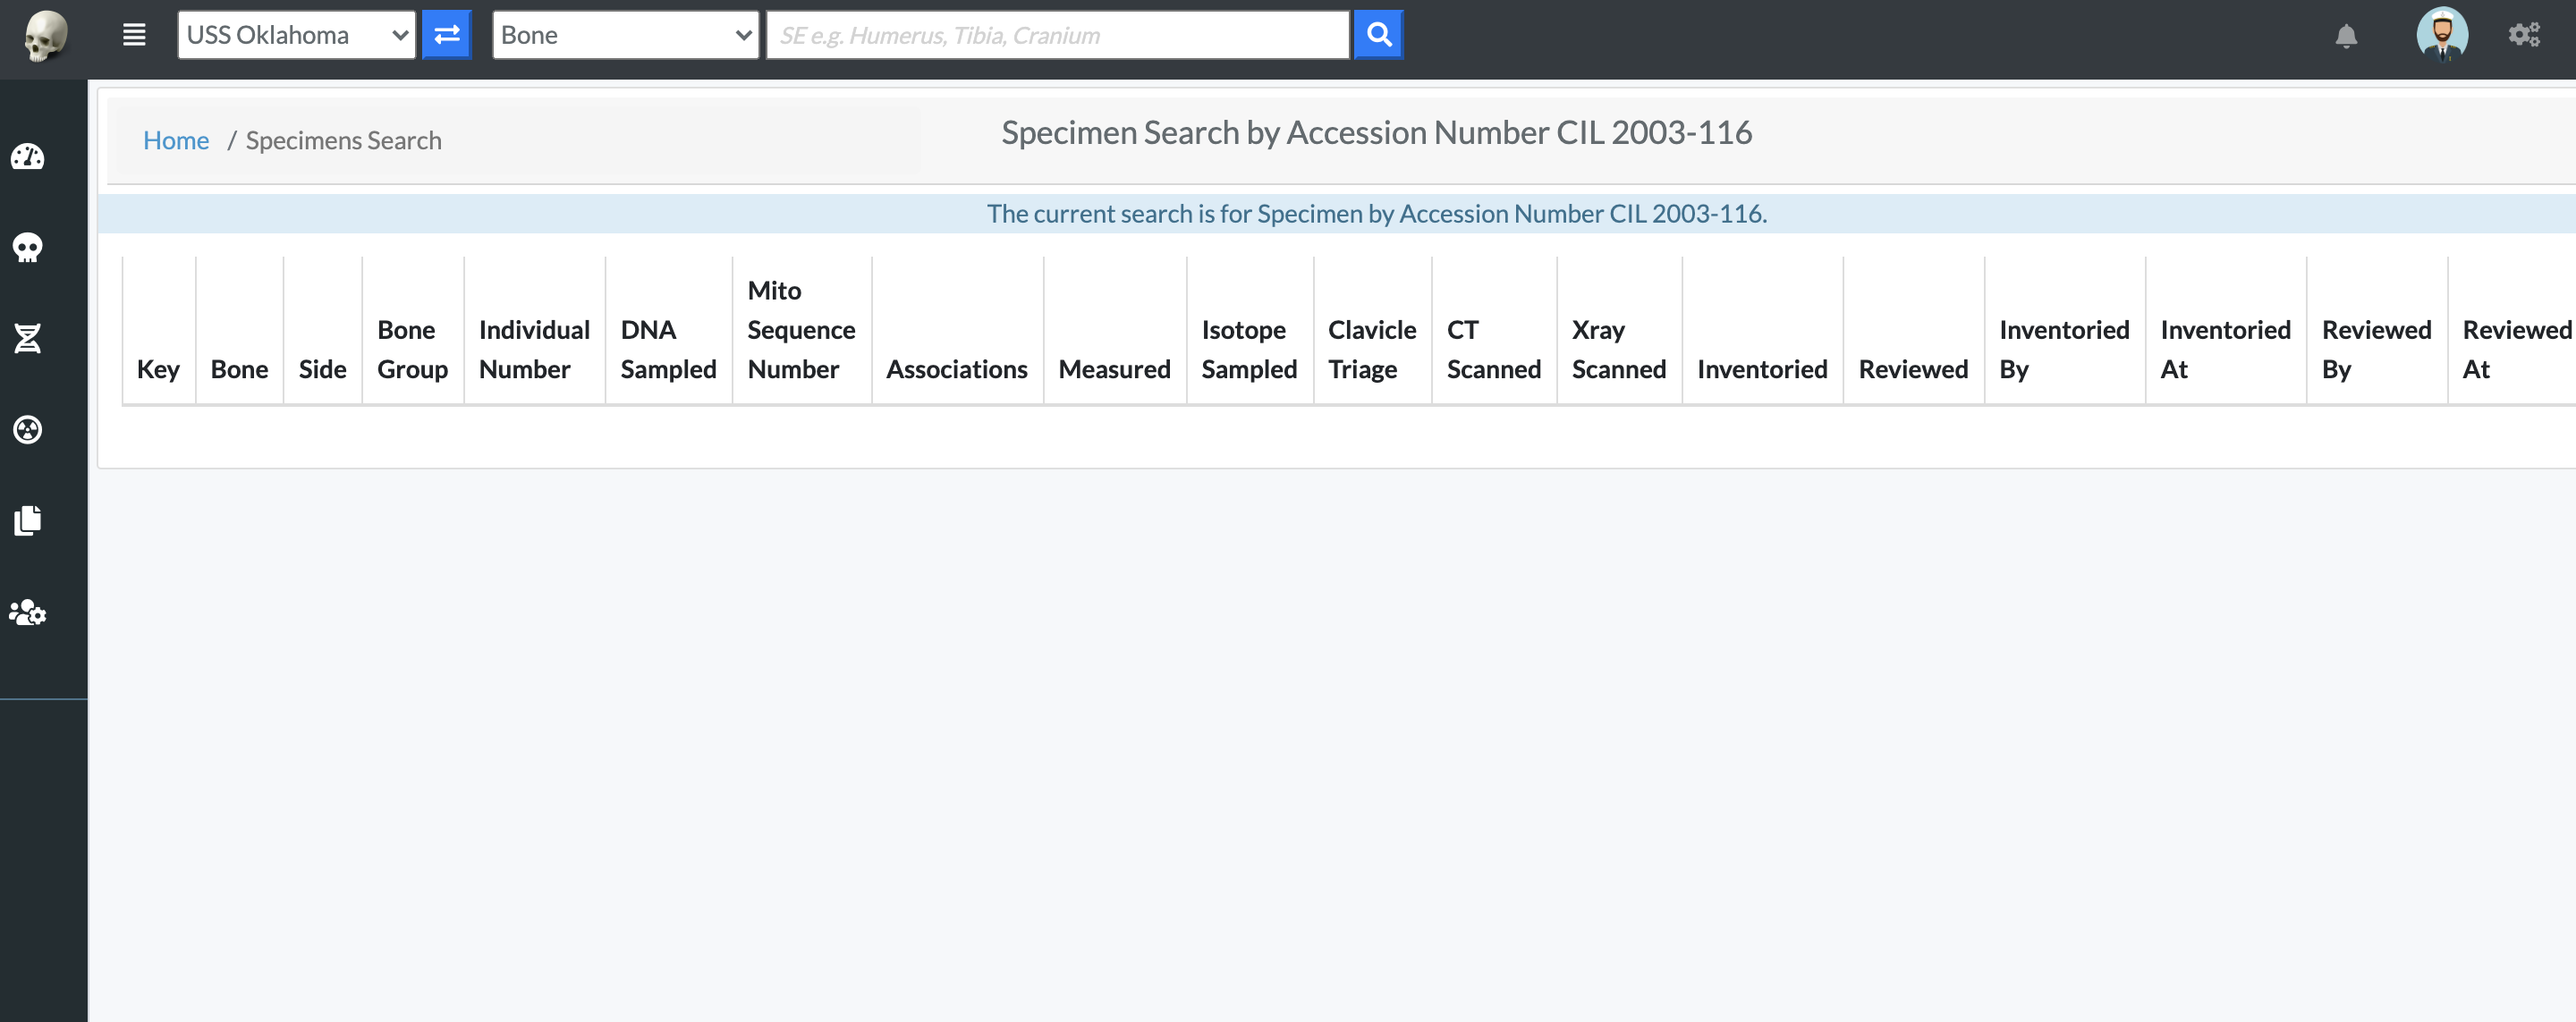 USS Oklahoma
Bone
SE e.g. Humerus, Tibia, Cranium
Home / Specimens Search
Specimen Search by Accession Number CIL 2003-116
The current search is for Specimen by Accession Number CIL 2003-116.
Key
Bone
Side
Bone
Group
Individual
Number
DNA
Sampled
Mito
Sequence
Number
Associations
Measured
Isotope
Sampled
Clavicle
Triage
CT
Scanned
Xray
Scanned
Inventoried
Reviewed
Inventoried
By
Inventoried
At
Reviewed
By
Reviewed
At